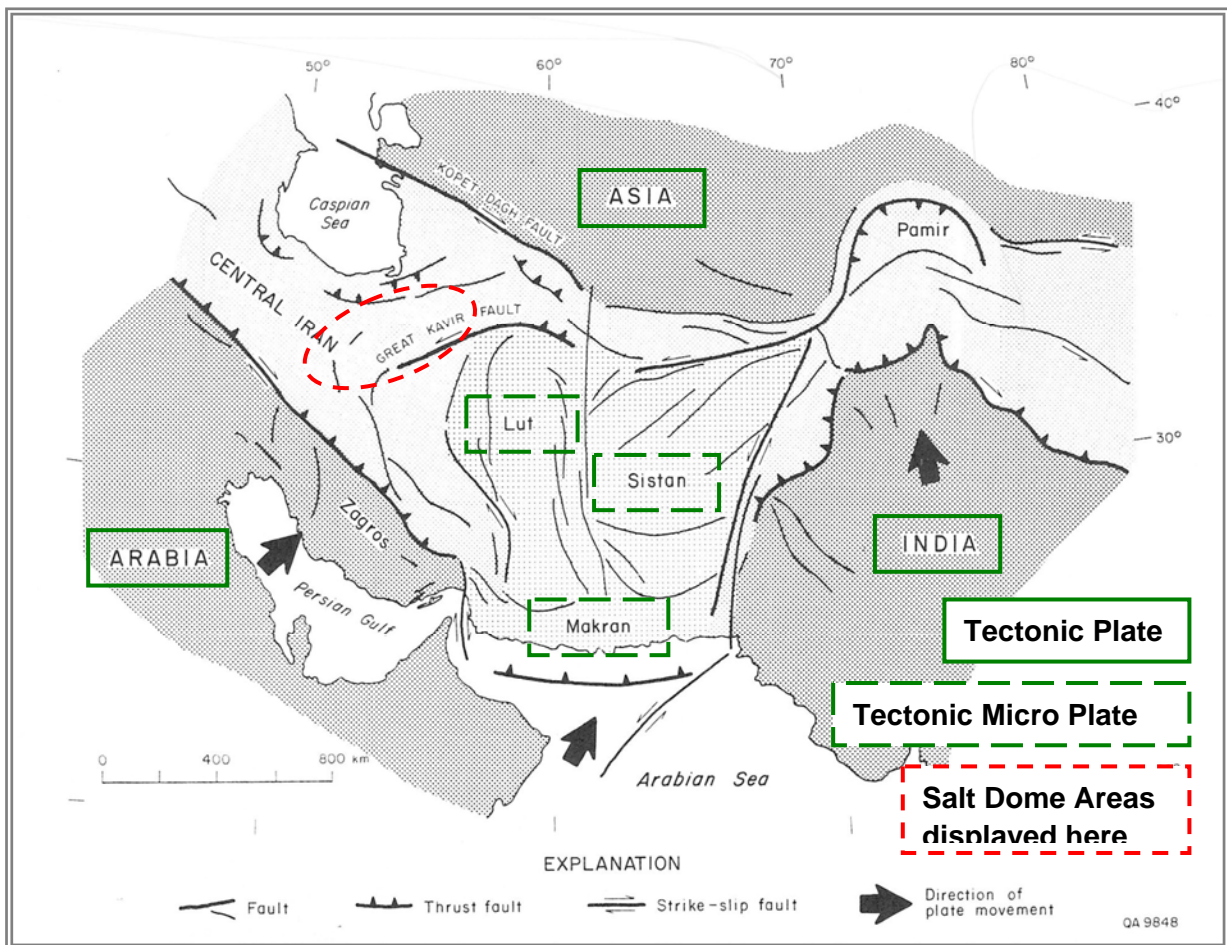 50°
60°
70°
80°
40°
KOPET DAGH FAULT
ASIA
Caspian
Sea
Pamir
CENTRAL IRAN
GREAT KAVIR FAULT
Lut
30°
Sistan
Zagros
ARABIA
INDIA
Persian Gulf
Makran
Tectonic Plate
Tectonic Micro Plate
0 400 800 km
Arabian Sea
Salt Dome Areas
displayed here
EXPLANATION
Fault
Thrust fault
Strike-slip fault
Direction of
plate movement
QA 9848